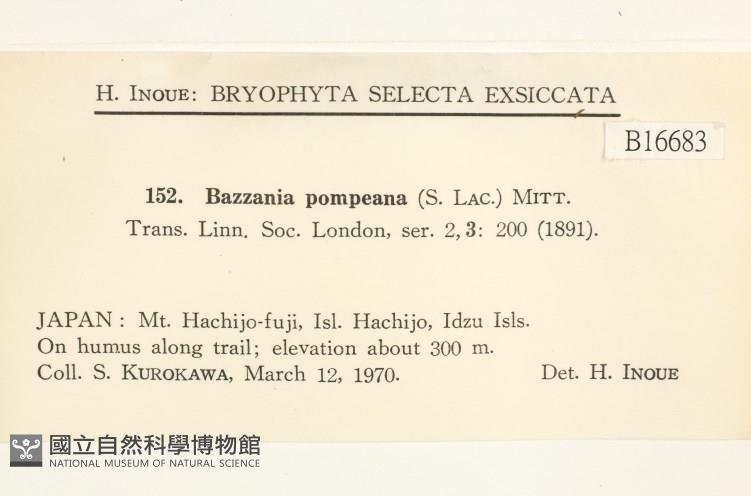 H. INOUE: BRYOPHYTA SELECTA EXSICCATA
B16683
152. Bazzania pompeana (S. LAC.) MITT.
Trans. Linn. Soc. London, ser. 2, 3: 200 (1891).
JAPAN: Mt. Hachijo-fuji, Isl. Hachijo, Idzu Isls.
On humus along trail; elevation about 300 m.
Coll. S. KUROKAWA, March 12, 1970. Det. H. INOUE
國立自然科學博物館
NATIONAL MUSEUM OF NATURAL SCIENCE